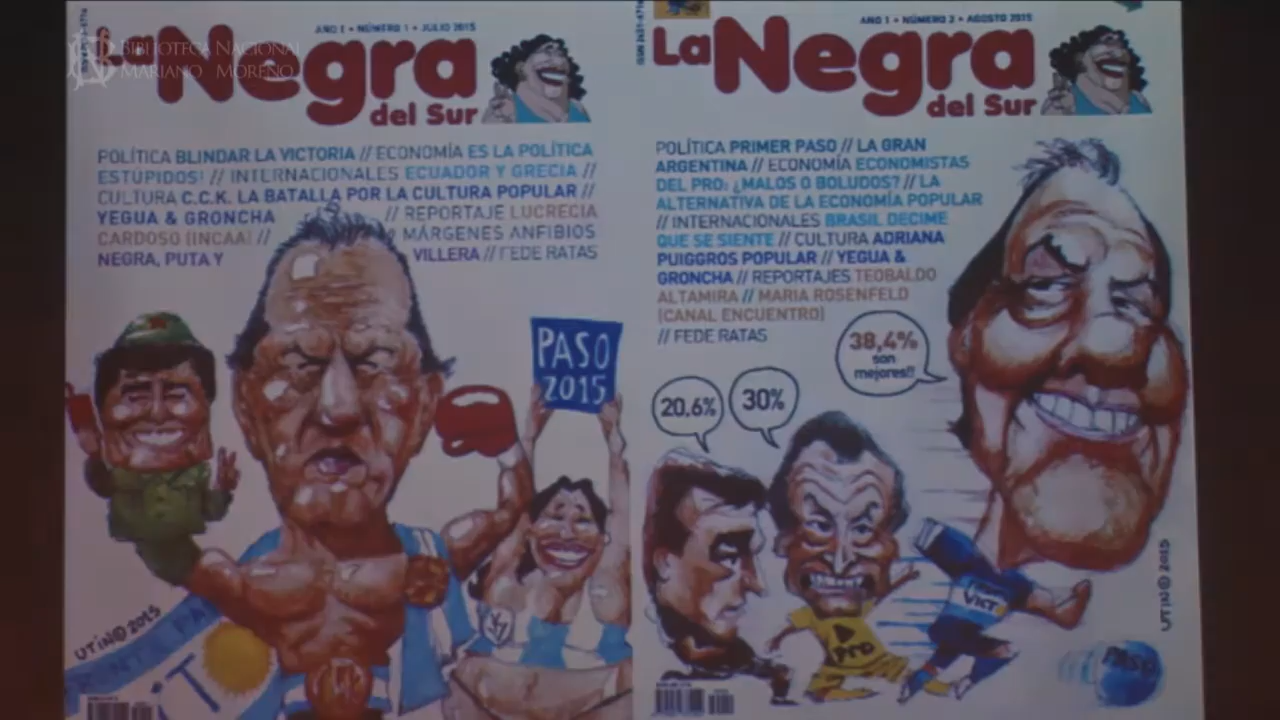 BIBLIOTECA NACIONAL
MARIANO MORENO
AÑO 1 • NÚMERO 1 • JULIO 2015
La Negra
del Sur
POLÍTICA BLINDAR LA VICTORIA // ECONOMÍA ES LA POLÍTICA
ESTÚPIDOS! // INTERNACIONALES ECUADOR Y GRECIA //
CULTURA C.C.K. LA BATALLA POR LA CULTURA POPULAR //
YEGUA & GRONCHA // REPORTAJE LUCRECIA
CARDOSO (INCAA) // MÁRGENES ANFIBIOS
NEGRA, PUTA Y VILLERA // FEDE RATAS
PASO
2015
UTIN© 2015
AÑO 1 • NÚMERO 2 • AGOSTO 2015
La Negra
del Sur
POLÍTICA PRIMER PASO // LA GRAN
ARGENTINA // ECONOMÍA ECONOMISTAS
DEL PRO: ¿MALOS O BOLUDOS? // LA
ALTERNATIVA DE LA ECONOMÍA POPULAR
// INTERNACIONALES BRASIL DECIME
QUE SE SIENTE // CULTURA ADRIANA
PUIGGROS POPULAR // YEGUA &
GRONCHA // REPORTAJES TEOBALDO
ALTAMIRA // MARIA ROSENFELD
(CANAL ENCUENTRO)
// FEDE RATAS
38,4%
son
mejores!!
20,6%
30%
PRO
VICT
PASO
UTIN© 2015